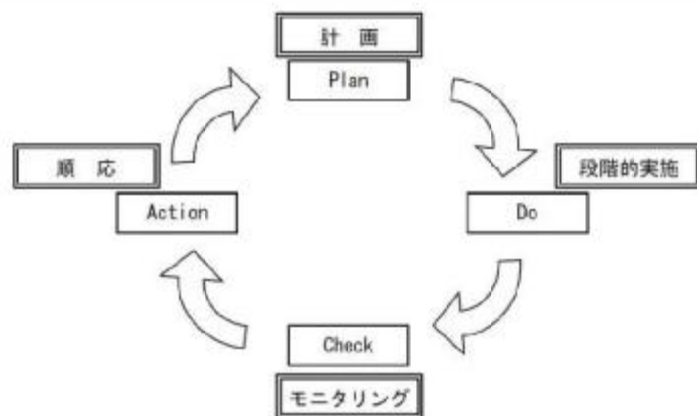 計 画
Plan
順 応
Action
段階的実施
Do
Check
モニタリング